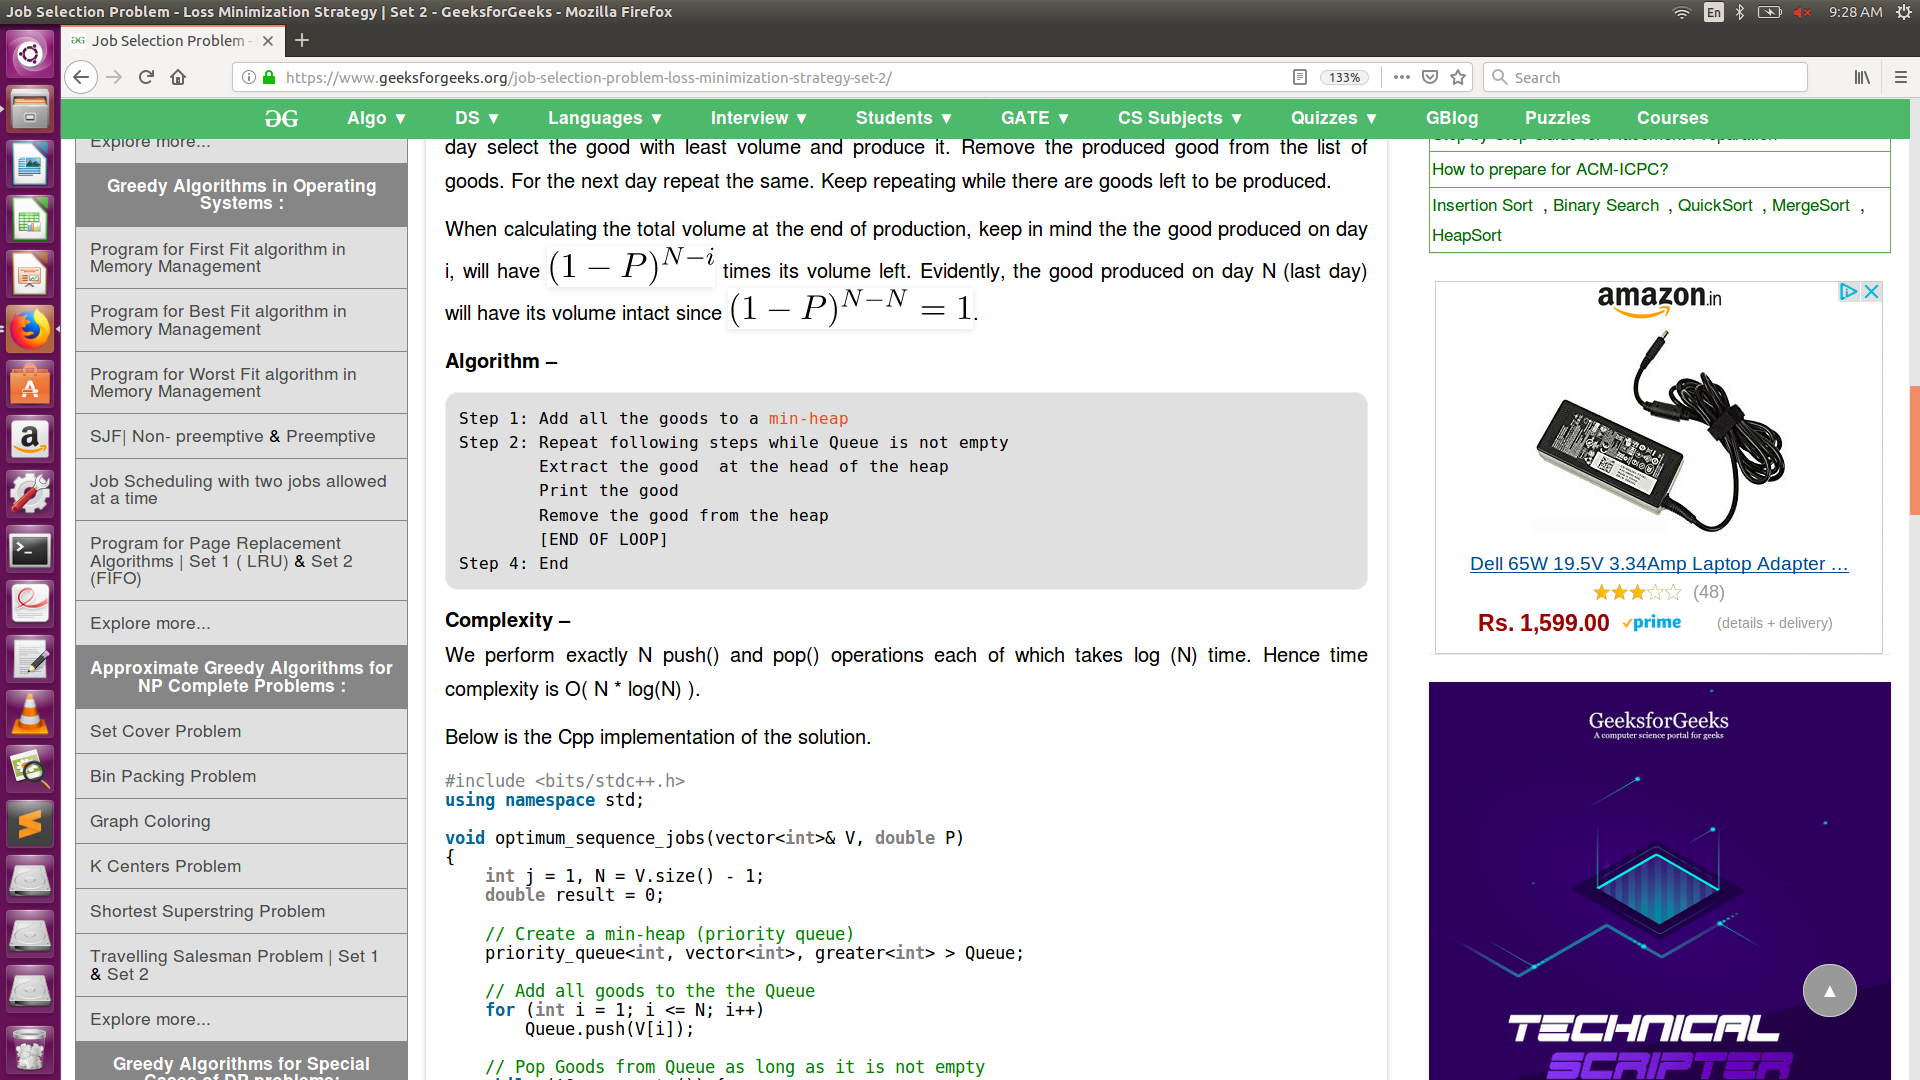 Job Selection Problem - Loss Minimization Strategy | Set 2 - GeeksforGeeks - Mozilla Firefox
En
9:28 AM
Job Selection Problem -
https://www.geeksforgeeks.org/job-selection-problem-loss-minimization-strategy-set-2/
133%
Search
Algo ▼
DS ▼
Languages ▼
Interview ▼
Students ▼
GATE ▼
CS Subjects ▼
Quizzes ▼
GBlog
Puzzles
Courses
Explore more...
Greedy Algorithms in Operating
Systems :
Program for First Fit algorithm in
Memory Management
Program for Best Fit algorithm in
Memory Management
Program for Worst Fit algorithm in
Memory Management
SJF| Non- preemptive & Preemptive
Job Scheduling with two jobs allowed
at a time
Program for Page Replacement
Algorithms | Set 1 ( LRU) & Set 2
(FIFO)
Explore more...
Approximate Greedy Algorithms for
NP Complete Problems :
Set Cover Problem
Bin Packing Problem
Graph Coloring
K Centers Problem
Shortest Superstring Problem
Travelling Salesman Problem | Set 1
& Set 2
Explore more...
Greedy Algorithms for Special
Cases of DP problems:
day select the good with least volume and produce it. Remove the produced good from the list of
goods. For the next day repeat the same. Keep repeating while there are goods left to be produced.
When calculating the total volume at the end of production, keep in mind the the good produced on day
i, will have (1 − P)^{N−i} times its volume left. Evidently, the good produced on day N (last day)
will have its volume intact since (1 − P)^{N−N} = 1.
Algorithm –
Step 1: Add all the goods to a min-heap
Step 2: Repeat following steps while Queue is not empty
Extract the good  at the head of the heap
Print the good
Remove the good from the heap
[END OF LOOP]
Step 4: End
Complexity –
We perform exactly N push() and pop() operations each of which takes log (N) time. Hence time
complexity is O( N * log(N) ).
Below is the Cpp implementation of the solution.
#include <bits/stdc++.h>
using namespace std;
void optimum_sequence_jobs(vector<int>& V, double P)
{
int j = 1, N = V.size() - 1;
double result = 0;
// Create a min-heap (priority queue)
priority_queue<int, vector<int>, greater<int> > Queue;
// Add all goods to the the Queue
for (int i = 1; i <= N; i++)
Queue.push(V[i]);
// Pop Goods from Queue as long as it is not empty
How to prepare for ACM-ICPC?
Insertion Sort , Binary Search , QuickSort , MergeSort ,
HeapSort
amazon.in
Dell 65W 19.5V 3.34Amp Laptop Adapter ...
(48)
Rs. 1,599.00 prime (details + delivery)
GeeksforGeeks
A computer science portal for geeks
TECHNICAL
SCRIPTER